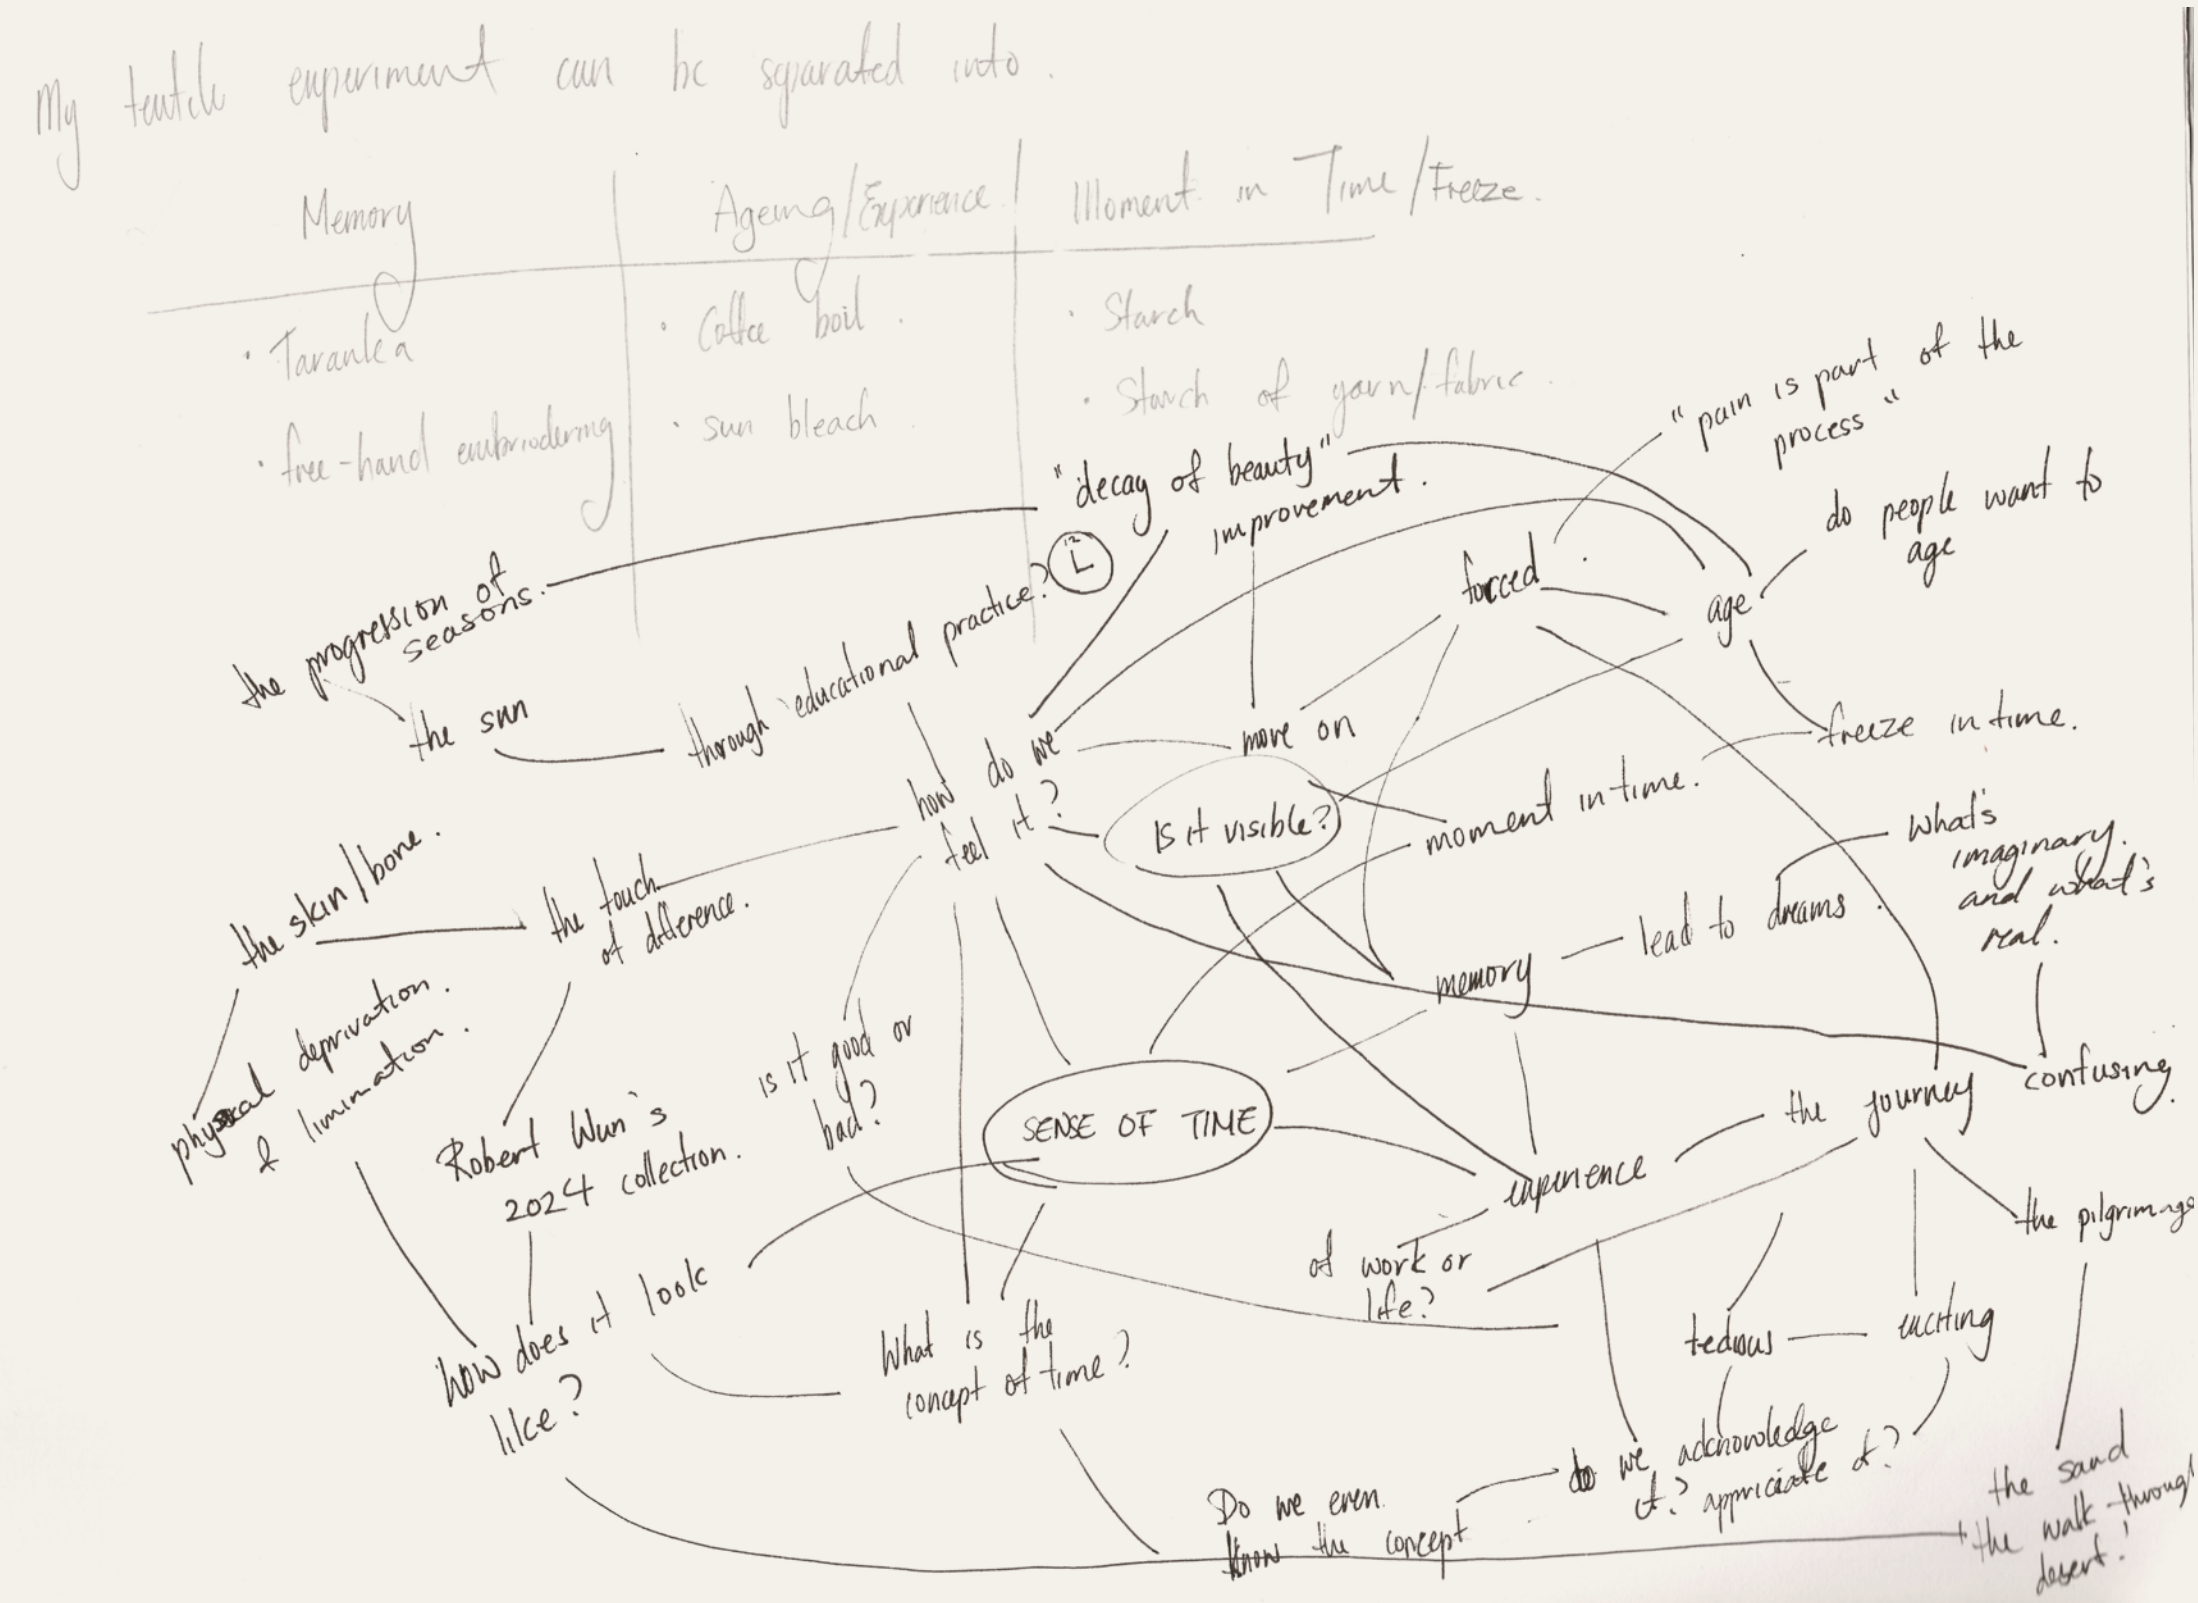 My textile experiment can be separated into.
Memory
Ageing/Experience
Moment in Time/Freeze.
• Taranlea
• Coffee boil.
• Starch
• free-hand embriodering
• sun bleach
• Starch of yarn/fabric.
"pain is part of the
process"
"decay of beauty"
improvement.
do people want to
age
forced
age
the progression of
seasons.
through educational practice?
12
L
the sun
how do we
feel it?
move on
freeze in time.
Is it visible?
moment in time.
What's
imaginary.
and what's
real.
the skin/bone.
the touch
of difference.
memory
lead to dreams
physical deprivation.
&
is it good or
bad?
SENSE OF TIME
the journey
confusing.
Robert Wun's
2024 collection.
experience
the pilgrimage
of work or
life?
how does it look
like?
What is the
concept of time?
tedious
exciting
do we acknowledge
it? appriciate it?
Do we even
know the concept
the sand
the walk through
desert.